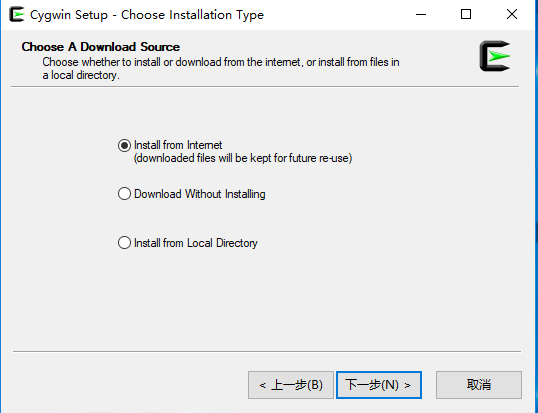 Cygwin Setup - Choose Installation Type
Choose A Download Source
Choose whether to install or download from the internet, or install from files in
a local directory.
Install from Internet
(downloaded files will be kept for future re-use)
Download Without Installing
Install from Local Directory
< 上一步(B)
下一步(N) >
取消